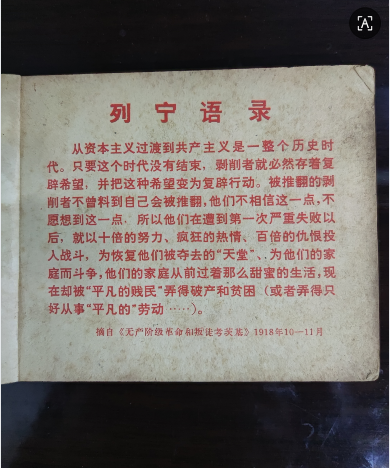 列宁语录
从资本主义过渡到共产主义是一整个历史时
代。只要这个时代没有结束，剥削者就必然存着复
辟希望，并把这种希望变为复辟行动。被推翻的剥
削者不曾料到自己会被推翻，他们不相信这一点，不
愿想到这一点，所以他们在遭到第一次严重失败以
后，就以十倍的努力、疯狂的热情、百倍的仇恨投
入战斗，为恢复他们被夺去的“天堂”、为他们的家
庭而斗争，他们的家庭从前过着那么甜蜜的生活，现
在却被“平凡的贱民”弄得破产和贫困（或者弄得只
好从事“平凡的”劳动……）。
摘自《无产阶级革命和叛徒考茨基》1918年10—11月